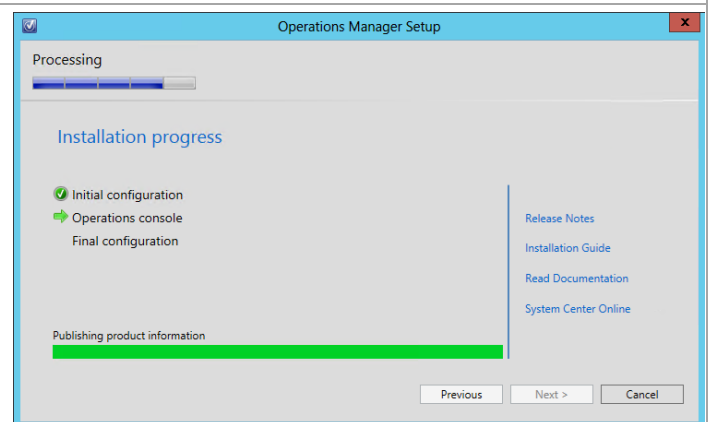 Operations Manager Setup
x
Processing
Installation progress
Initial configuration
Operations console
Final configuration
Release Notes
Installation Guide
Read Documentation
System Center Online
Publishing product information
Previous
Next >
Cancel